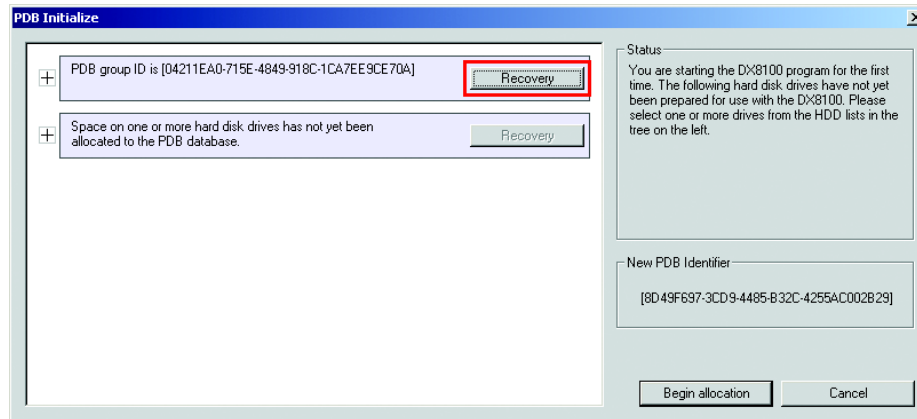 PDB Initialize
PDB group ID is [04211EA0-715E-4849-918C-1CA7EE9CE70A]
Recovery
Space on one or more hard disk drives has not yet been
allocated to the PDB database.
Recovery
Status
You are starting the DX8100 program for the first
time. The following hard disk drives have not yet
been prepared for use with the DX8100. Please
select one or more drives from the HDD lists in the
tree on the left.
New PDB Identifier
[8D49F697-3CD9-4485-B32C-4255AC002B29]
Begin allocation
Cancel